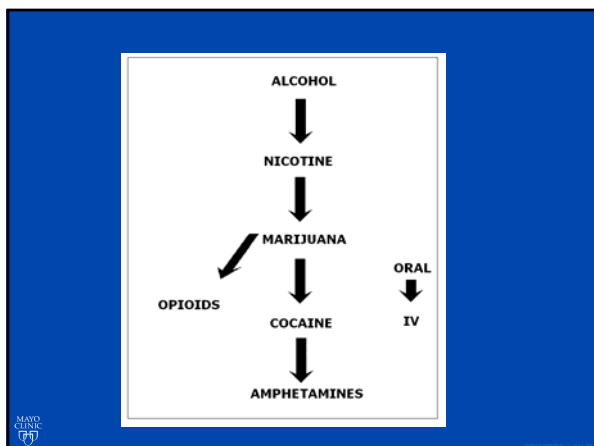 ALCOHOL
NICOTINE
MARIJUANA
ORAL
OPIOIDS
COCAINE
IV
AMPHETAMINES
MAYO
CLINIC